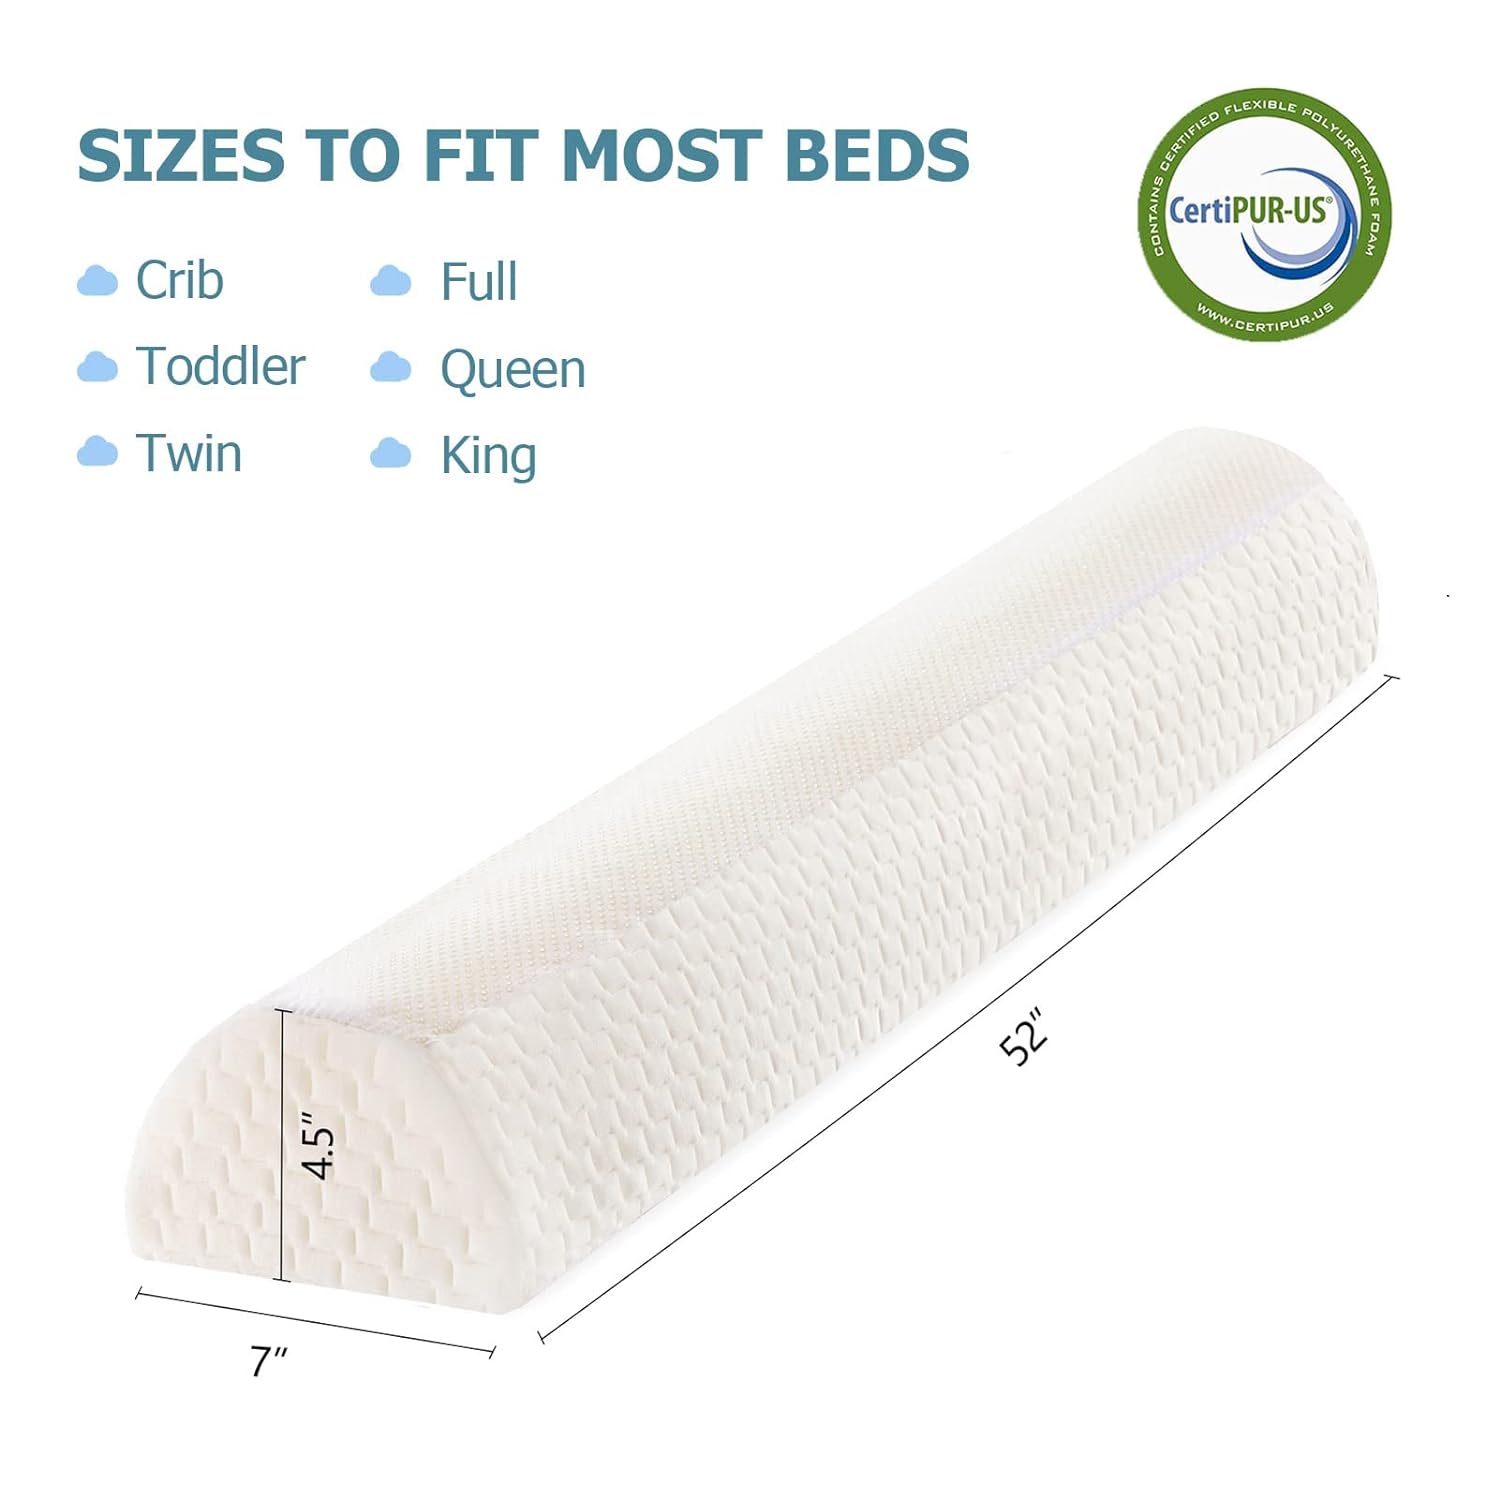 SIZES TO FIT MOST BEDS
Crib
Full
Toddler
Queen
Twin
King
CONTAINS CERTIFIED FLEXIBLE POLYURETHANE FOAM
CertiPUR-US®
WWW.CERTIPUR.US
4.5"
7"
52"